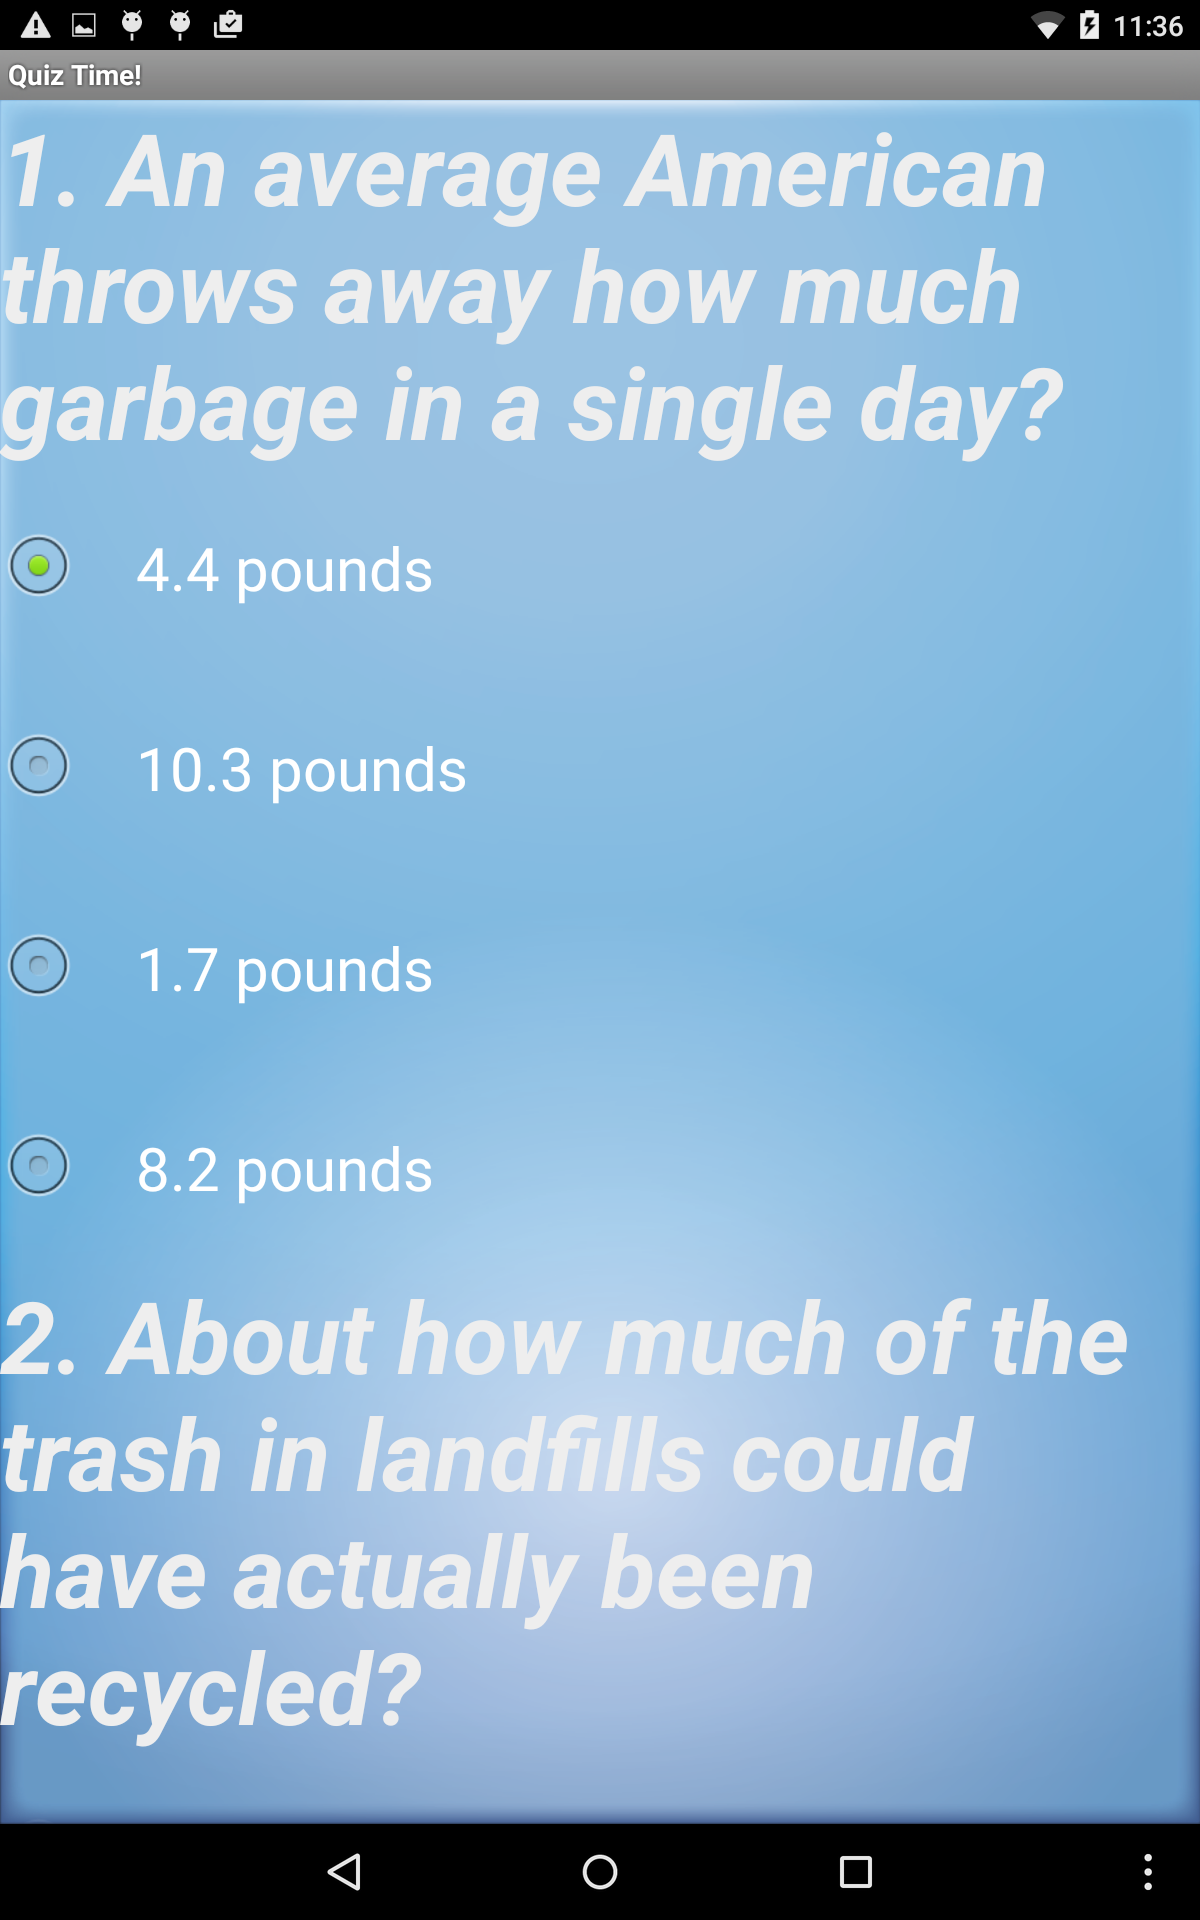 11:36
Quiz Time!
1. An average American
throws away how much
garbage in a single day?
4.4 pounds
10.3 pounds
1.7 pounds
8.2 pounds
2. About how much of the
trash in landfills could
have actually been
recycled?